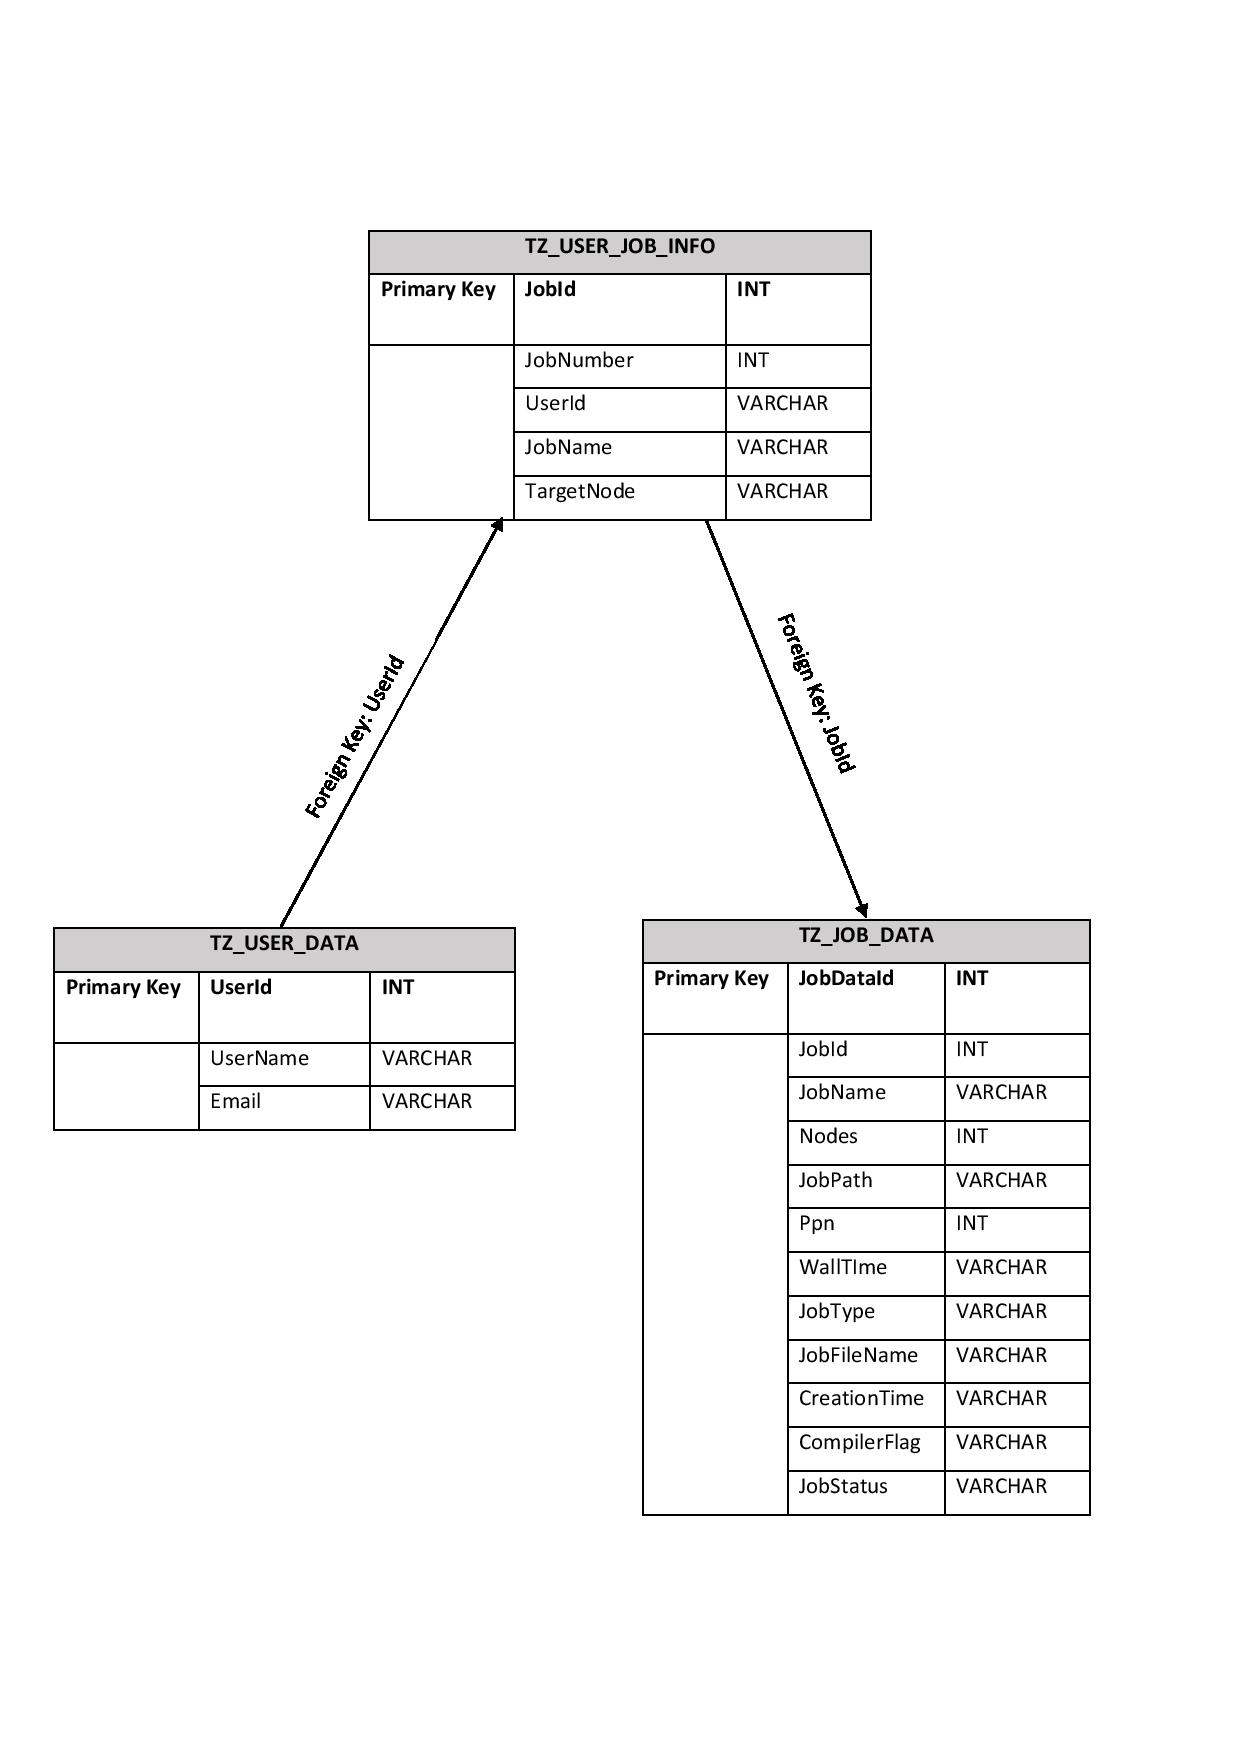 TZ_USER_JOB_INFO
Primary Key JobId INT
JobNumber INT
UserId VARCHAR
JobName VARCHAR
TargetNode VARCHAR
Foreign Key: UserId
Foreign Key: JobId
TZ_USER_DATA
Primary Key UserId INT
UserName VARCHAR
Email VARCHAR
TZ_JOB_DATA
Primary Key JobDataId INT
JobId INT
JobName VARCHAR
Nodes INT
JobPath VARCHAR
Ppn INT
WallTIme VARCHAR
JobType VARCHAR
JobFileName VARCHAR
CreationTime VARCHAR
CompilerFlag VARCHAR
JobStatus VARCHAR